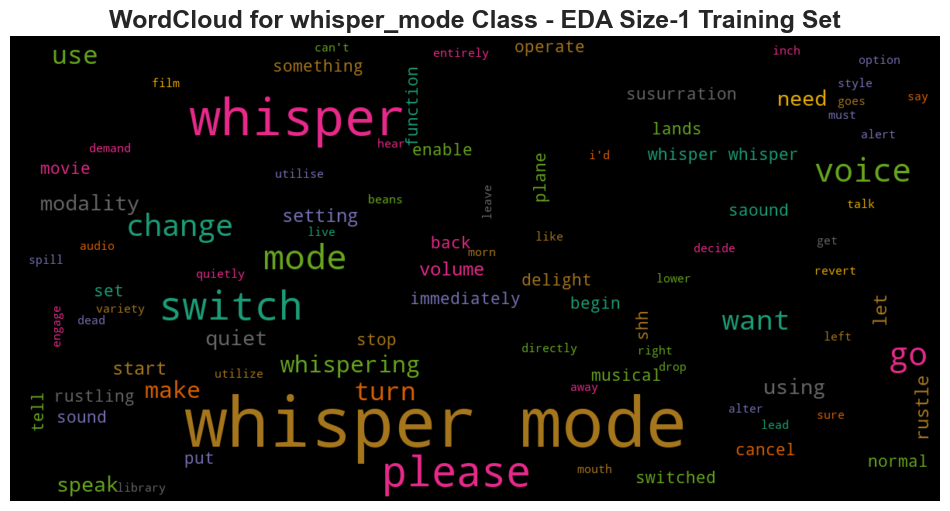 WordCloud for whisper_mode Class - EDA Size-1 Training Set
use
can't
something
entirely
operate
inch
option
film
whisper
function
susurration
need
style
goes
say
must
demand
hear
enable
lands
alert
movie
i'd
whisper whisper
voice
utilise
plane
modality
beans
leave
setting
change
live
saound
talk
audio
mode
back
morn
like
decide
get
spill
quietly
volume
delight
lower
revert
set
variety
switch
immediately
begin
let
engage
dead
quiet
stop
shh
want
left
directly
right
go
start
utilize
whispering
musical
drop
rustling
make
turn
away
using
rustle
tell
sound
whisper mode
alter
lead
sure
put
please
mouth
switched
cancel
normal
speak
library